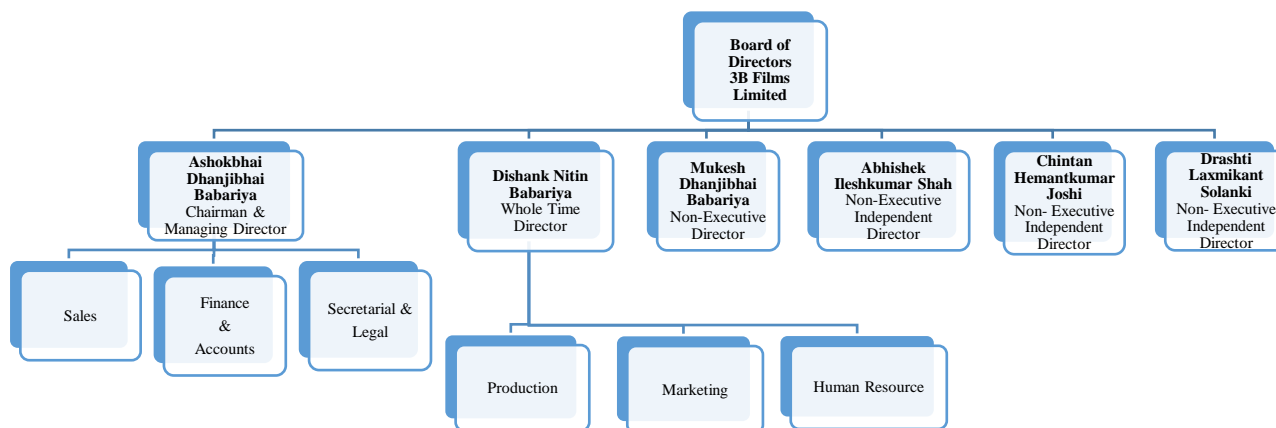 Board of
Directors
3B Films
Limited
Ashokbhai
Dhanjibhai
Babariya
Chairman &
Managing Director
Dishank Nitin
Babariya
Whole Time
Director
Mukesh
Dhanjibhai
Babariya
Non-Executive
Director
Abhishek
Ileshkumar Shah
Non-Executive
Independent
Director
Chintan
Hemantkumar
Joshi
Non- Executive
Independent
Director
Drashti
Laxmikant
Solanki
Non- Executive
Independent
Director
Sales
Finance
&
Accounts
Secretarial &
Legal
Production
Marketing
Human Resource